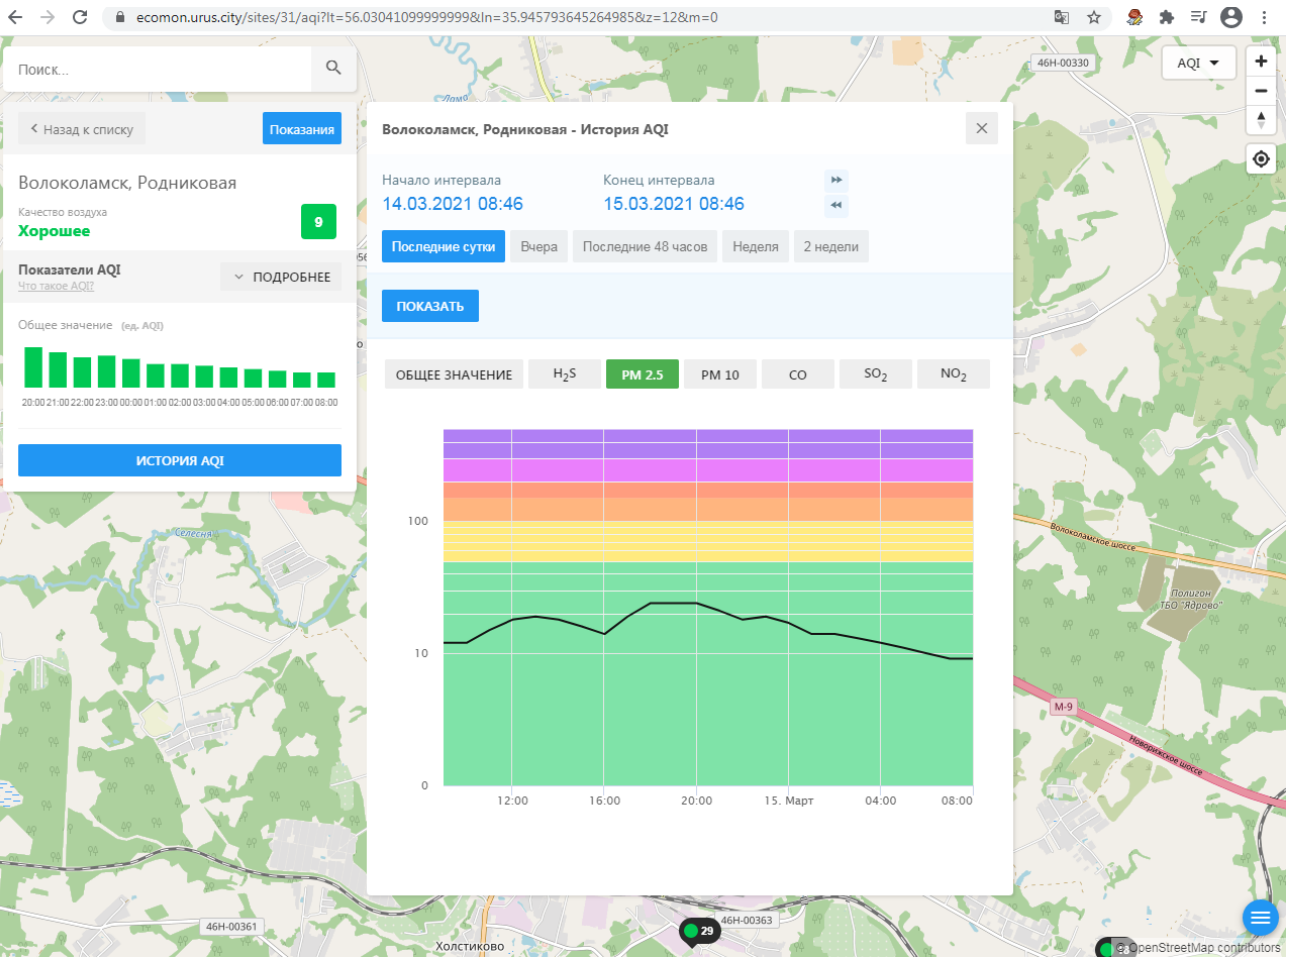 ecomon.urus.city/sites/31/aqi?lt=56.03041099999999&ln=35.945793645264985&z=12&m=0
Поиск...
46Н-00330
AQI
Лама
Назад к списку
Показания
Волоколамск, Родниковая - История AQI
Волоколамск, Родниковая
Качество воздуха
Хорошее
9
Начало интервала
Конец интервала
14.03.2021 08:46
15.03.2021 08:46
Последние сутки
Вчера
Последние 48 часов
Неделя
2 недели
Показатели AQI
Что такое AQI?
ПОДРОБНЕЕ
ПОКАЗАТЬ
Общее значение (ед. AQI)
20:00 21:00 22:00 23:00 00:00 01:00 02:00 03:00 04:00 05:00 06:00 07:00 08:00
ИСТОРИЯ AQI
ОБЩЕЕ ЗНАЧЕНИЕ
H2S
PM 2.5
PM 10
CO
SO2
NO2
100
10
0
12:00
16:00
20:00
15. Март
04:00
08:00
Селесня
Волоколамское шоссе
Полигон
ТБО "Ядрово"
М-9
Новорижское шоссе
46Н-00361
Холстиково
29
46Н-00363
© OpenStreetMap contributors